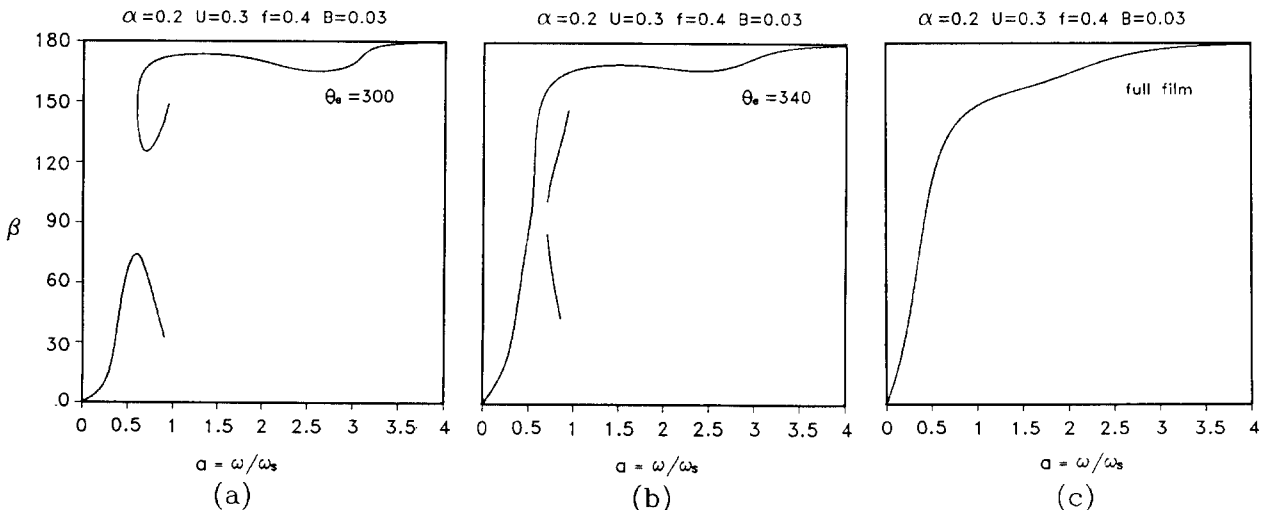 α=0.2 U=0.3 f=0.4 B=0.03
α=0.2 U=0.3 f=0.4 B=0.03
α=0.2 U=0.3 f=0.4 B=0.03
180
150
120
90
60
30
.0
β
θₑ=300
θₑ=340
full film
0 0.5 1 1.5 2 2.5 3 3.5 4
0 0.5 1 1.5 2 2.5 3 3.5 4
0 0.5 1 1.5 2 2.5 3 3.5 4
a = ω/ωₛ
a = ω/ωₛ
a = ω/ωₛ
(a)
(b)
(c)